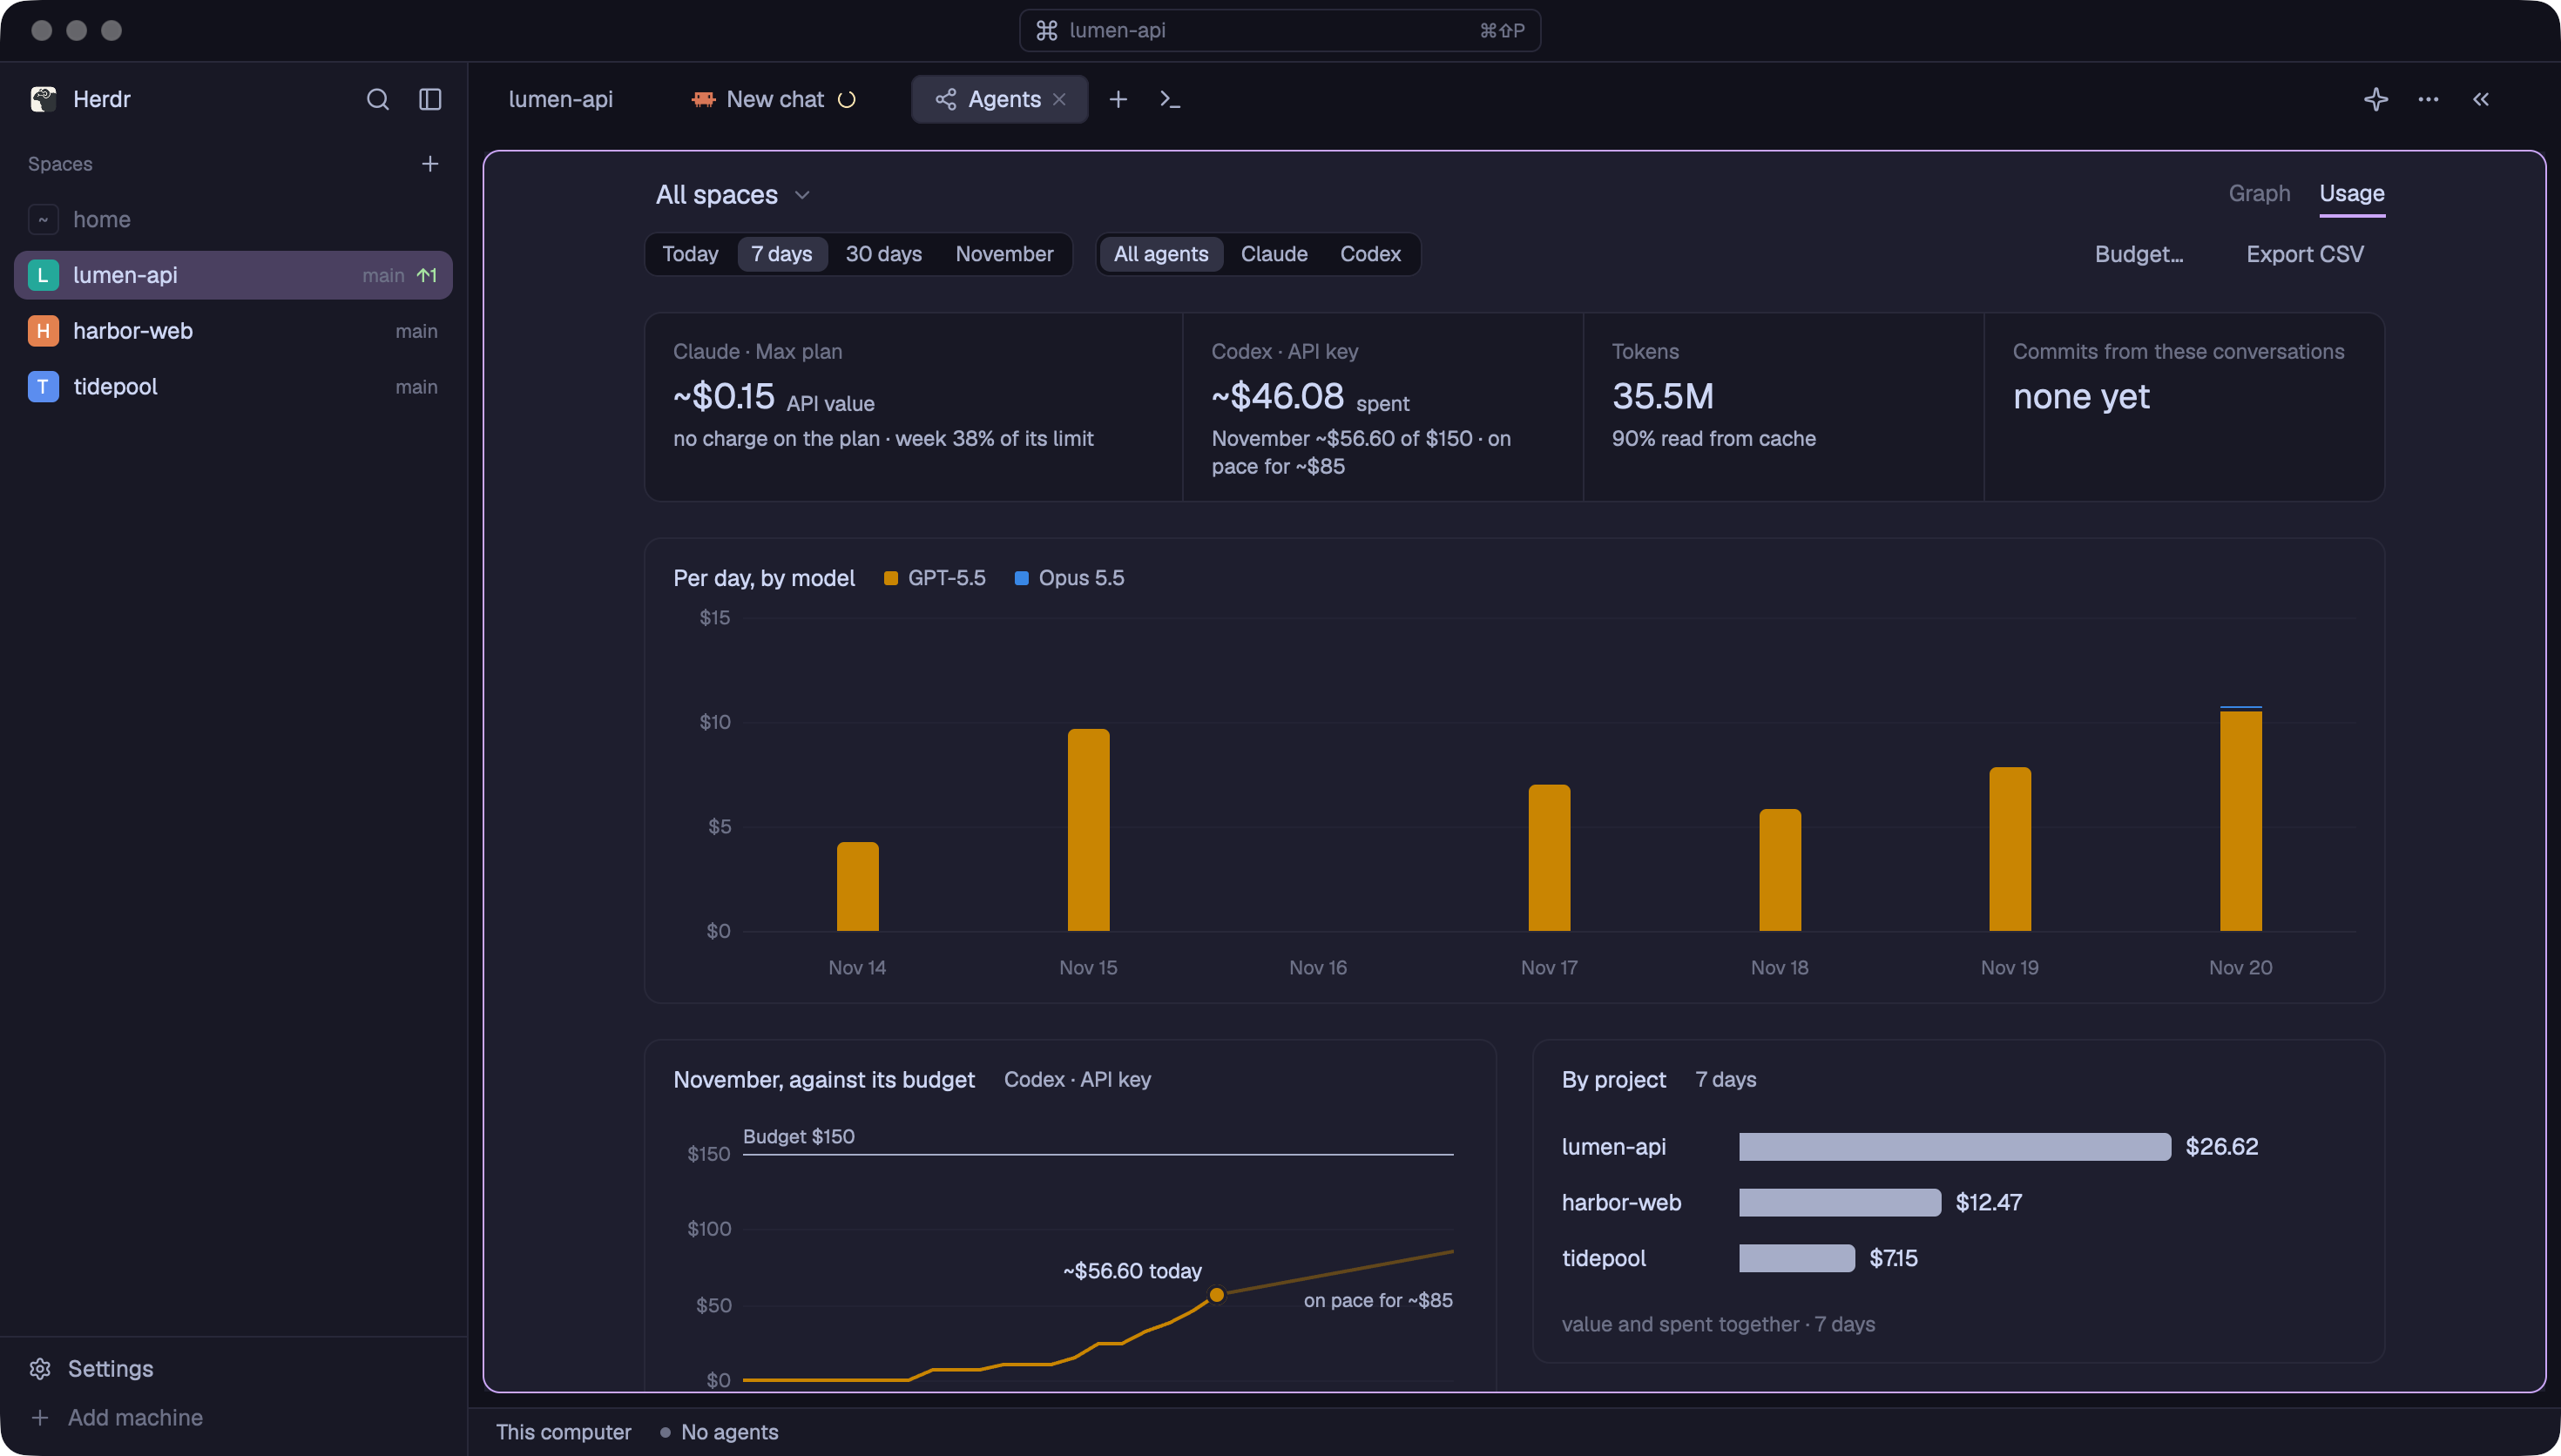 lumen-api ⌘⇧P
Herdr
Spaces
~ home
L lumen-api main ↑1
H harbor-web main
T tidepool main
Settings
Add machine
lumen-api New chat Agents
All spaces
Graph Usage
Today 7 days 30 days November
All agents Claude Codex
Budget… Export CSV
Claude · Max plan
~$0.15 API value
no charge on the plan · week 38% of its limit
Codex · API key
~$46.08 spent
November ~$56.60 of $150 · on
pace for ~$85
Tokens
35.5M
90% read from cache
Commits from these conversations
none yet
Per day, by model GPT-5.5 Opus 5.5
$15
$10
$5
$0
Nov 14 Nov 15 Nov 16 Nov 17 Nov 18 Nov 19 Nov 20
November, against its budget Codex · API key
Budget $150
$150
$100
~$56.60 today
$50
on pace for ~$85
$0
By project 7 days
lumen-api $26.62
harbor-web $12.47
tidepool $7.15
value and spent together · 7 days
This computer No agents